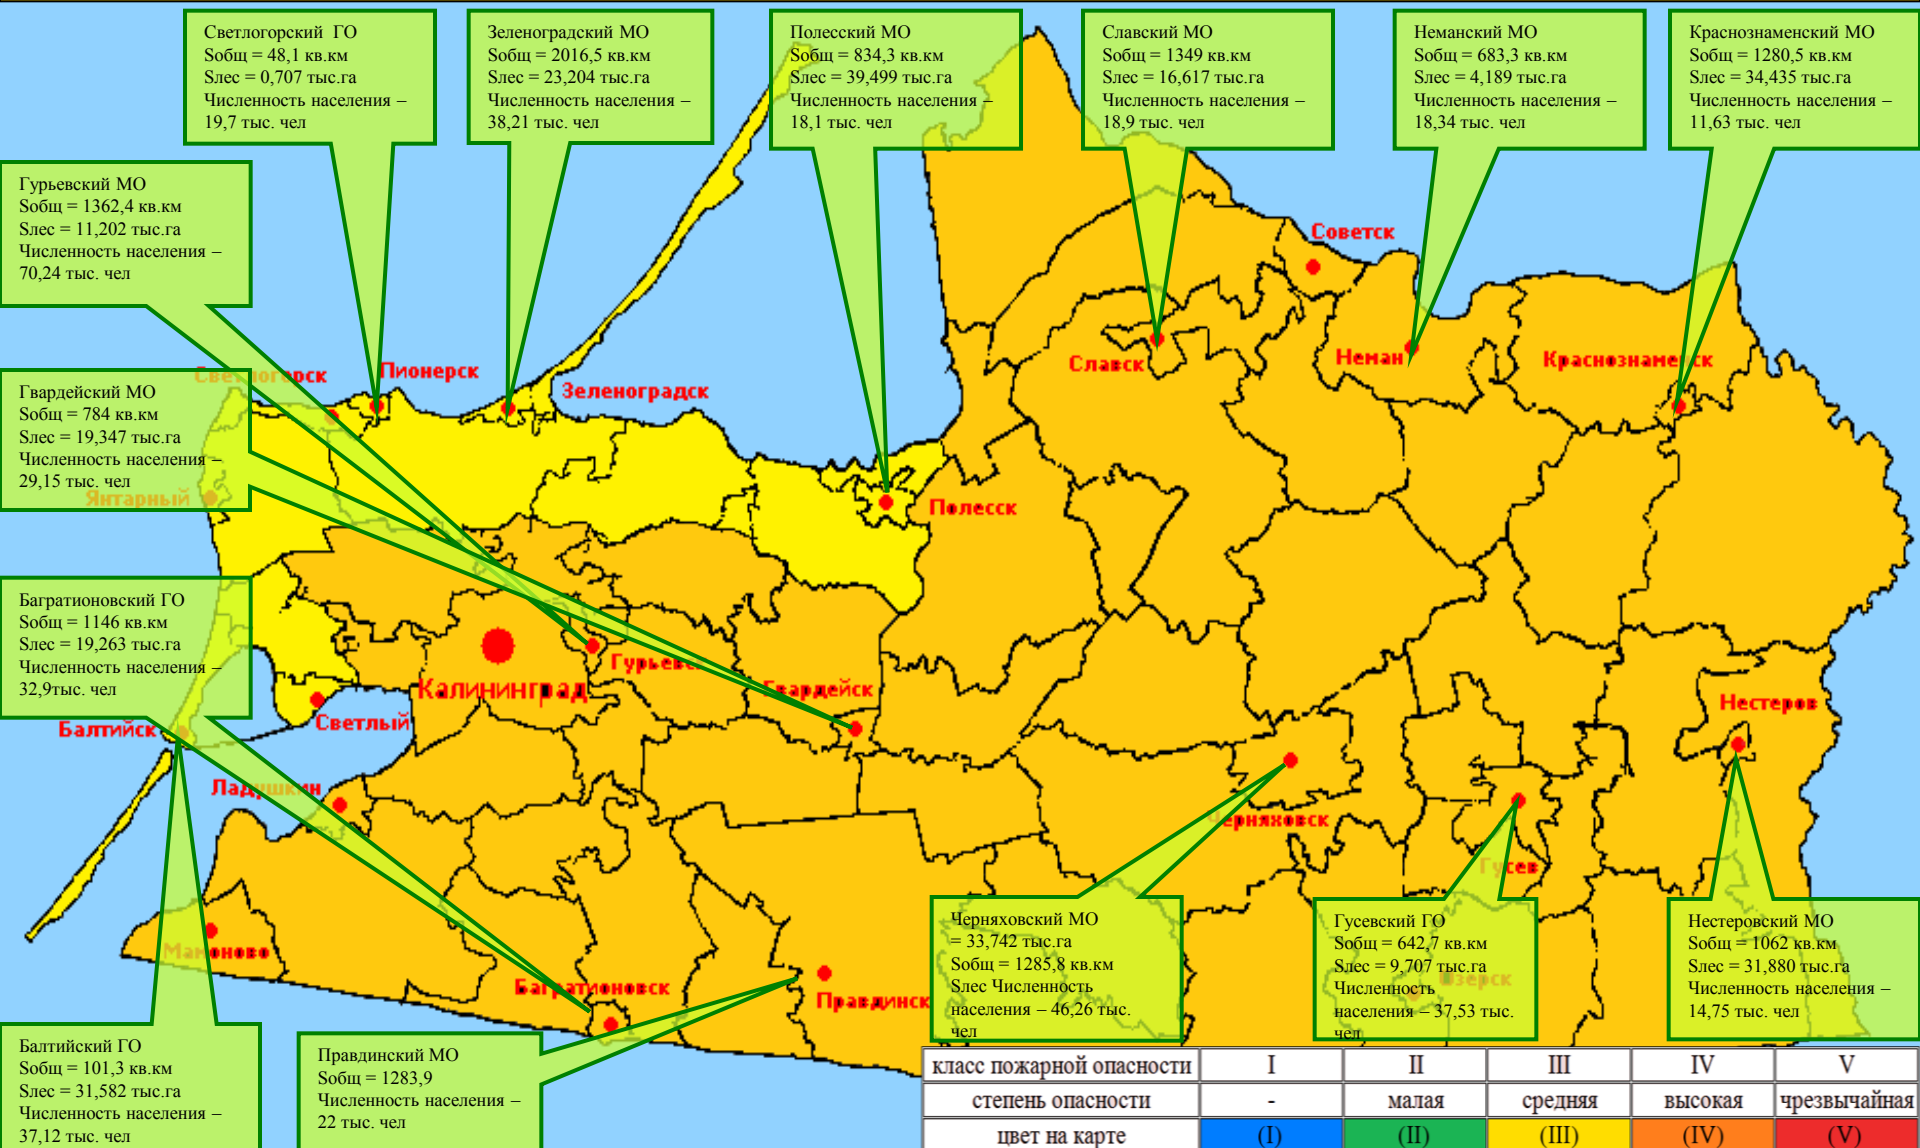 Светлогорский ГО
Sобщ = 48,1 кв.км
Sлес = 0,707 тыс.га
Численность населения –
19,7 тыс. чел
Зеленоградский МО
Sобщ = 2016,5 кв.км
Sлес = 23,204 тыс.га
Численность населения –
38,21 тыс. чел
Полесский МО
Sобщ = 834,3 кв.км
Sлес = 39,499 тыс.га
Численность населения –
18,1 тыс. чел
Славский МО
Sобщ = 1349 кв.км
Sлес = 16,617 тыс.га
Численность населения –
18,9 тыс. чел
Неманский МО
Sобщ = 683,3 кв.км
Sлес = 4,189 тыс.га
Численность населения –
18,34 тыс. чел
Краснознаменский МО
Sобщ = 1280,5 кв.км
Sлес = 34,435 тыс.га
Численность населения –
11,63 тыс. чел
Гурьевский МО
Sобщ = 1362,4 кв.км
Sлес = 11,202 тыс.га
Численность населения –
70,24 тыс. чел
Гвардейский МО
Sобщ = 784 кв.км
Sлес = 19,347 тыс.га
Численность населения –
29,15 тыс. чел
Багратионовский ГО
Sобщ = 1146 кв.км
Sлес = 19,263 тыс.га
Численность населения –
32,9тыс. чел
Балтийский ГО
Sобщ = 101,3 кв.км
Sлес = 31,582 тыс.га
Численность населения –
37,12 тыс. чел
Правдинский МО
Sобщ = 1283,9
Численность населения –
22 тыс. чел
Черняховский МО
= 33,742 тыс.га
Sобщ = 1285,8 кв.км
Sлес Численность
населения – 46,26 тыс.
чел
Гусевский ГО
Sобщ = 642,7 кв.км
Sлес = 9,707 тыс.га
Численность
населения – 37,53 тыс.
чел
Нестеровский МО
Sобщ = 1062 кв.км
Sлес = 31,880 тыс.га
Численность населения –
14,75 тыс. чел
Советск
Светлогорск
Пионерск
Зеленоградск
Славск
Неман
Краснознаменск
Янтарный
Полесск
Калининград
Гурьевск
Гвардейск
Нестеров
Балтийск
Светлый
Ладушкин
Черняховск
Гусев
Мамоново
Багратионовск
Правдинск
Озерск
класс пожарной опасности I II III IV V
степень опасности - малая средняя высокая чрезвычайная
цвет на карте (I) (II) (III) (IV) (V)